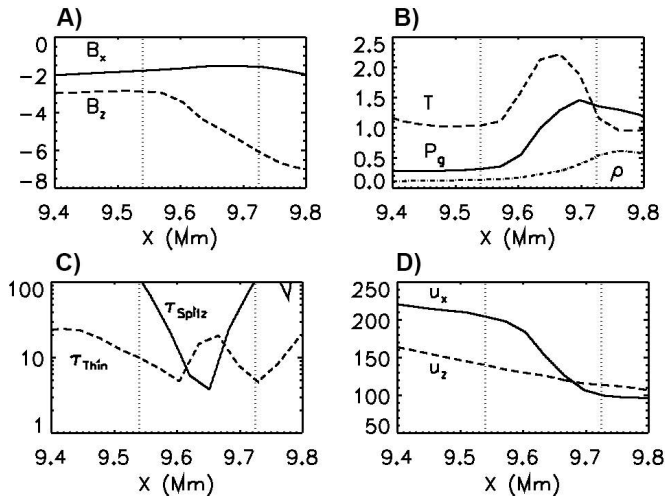 A)
0
-2
-4
-6
-8
B_x
B_z
9.4 9.5 9.6 9.7 9.8
X (Mm)
B)
2.5
2.0
1.5
1.0
0.5
0.0
T
P_g
ρ
9.4 9.5 9.6 9.7 9.8
X (Mm)
C)
100
10
1
τ_Spitz
τ_Thin
9.4 9.5 9.6 9.7 9.8
X (Mm)
D)
250
200
150
100
50
u_x
u_z
9.4 9.5 9.6 9.7 9.8
X (Mm)